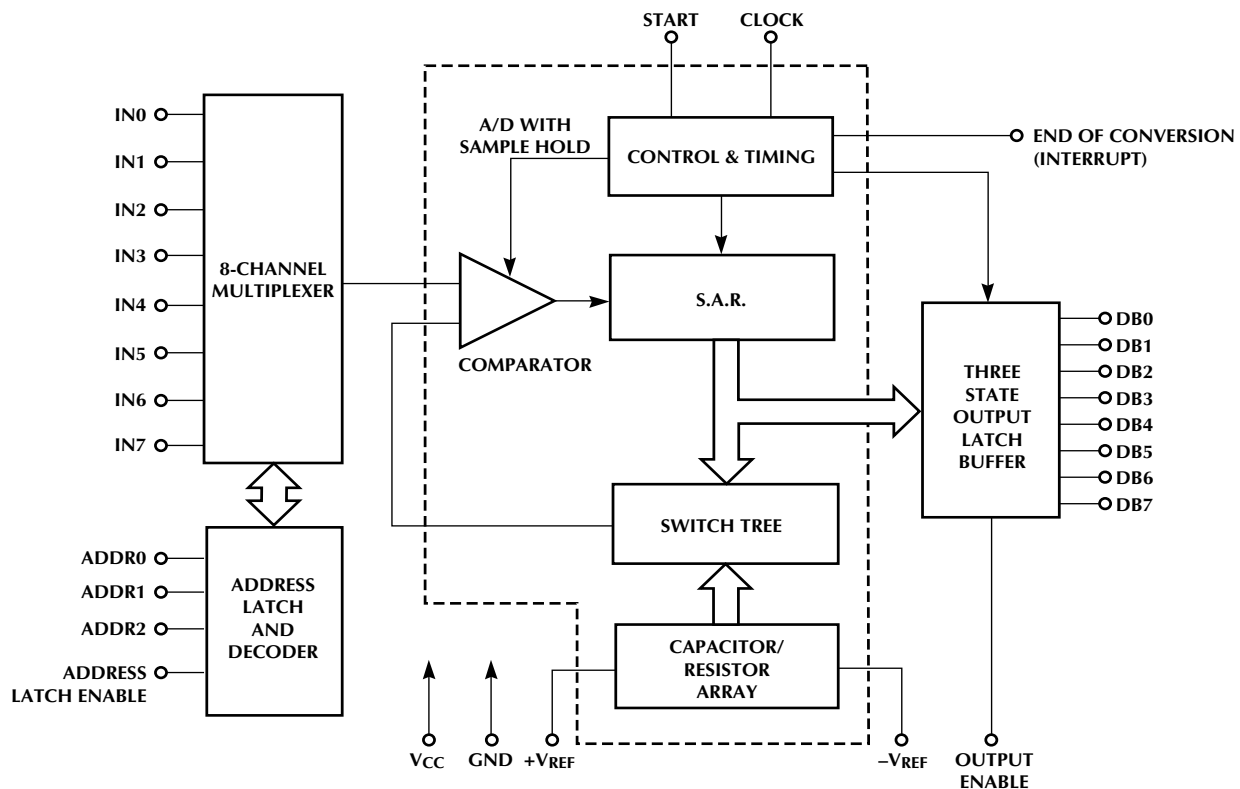 START
CLOCK
IN0
IN1
IN2
IN3
IN4
IN5
IN6
IN7
8-CHANNEL
MULTIPLEXER
A/D WITH
SAMPLE HOLD
CONTROL & TIMING
END OF CONVERSION
(INTERRUPT)
S.A.R.
COMPARATOR
THREE
STATE
OUTPUT
LATCH
BUFFER
DB0
DB1
DB2
DB3
DB4
DB5
DB6
DB7
SWITCH TREE
ADDR0
ADDR1
ADDR2
ADDRESS
LATCH ENABLE
ADDRESS
LATCH
AND
DECODER
CAPACITOR/
RESISTOR
ARRAY
VCC
GND
+VREF
–VREF
OUTPUT
ENABLE